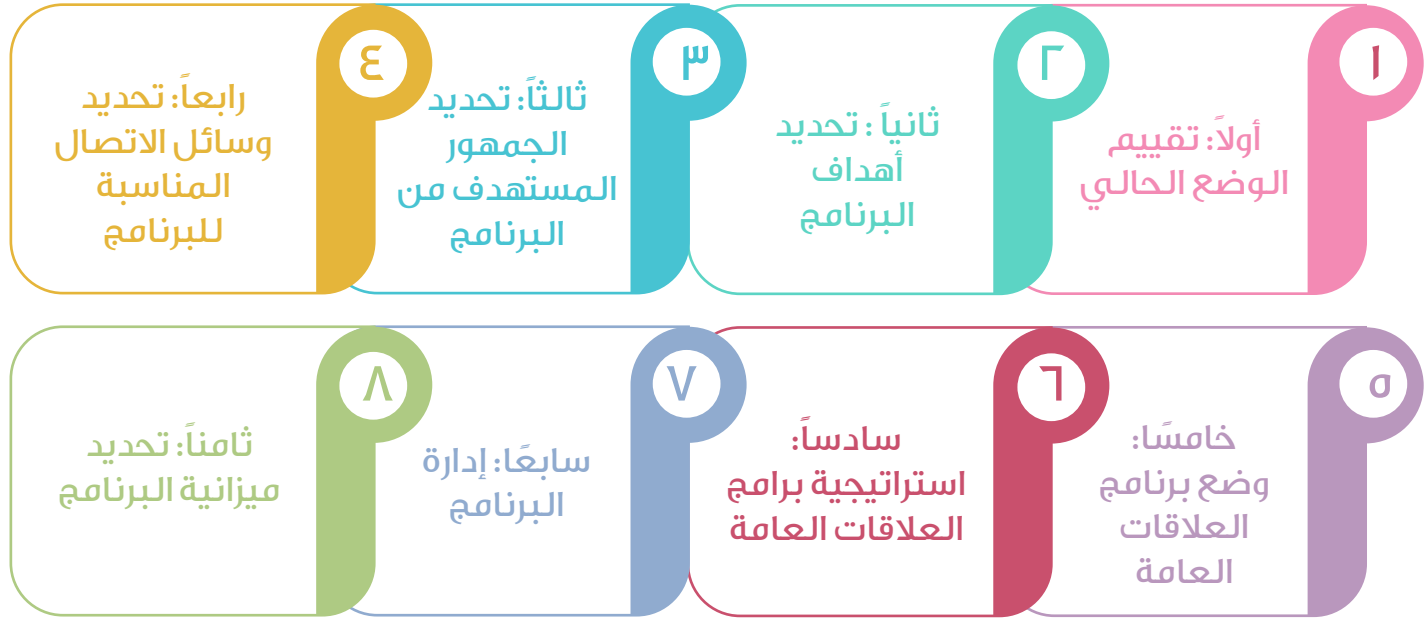 ١
أولاً: تقييم
الوضع الحالي
٢
ثانياً : تحديد
أهداف
البرنامج
٣
ثالثاً: تحديد
الجمهور
المستهدف من
البرنامج
٤
رابعاً: تحديد
وسائل الاتصال
المناسبة
للبرنامج
٥
خامسًا:
وضع برنامج
العلاقات
العامة
٦
سادساً:
استراتيجية برامج
العلاقات العامة
٧
سابعًا: إدارة
البرنامج
٨
ثامناً: تحديد
ميزانية البرنامج